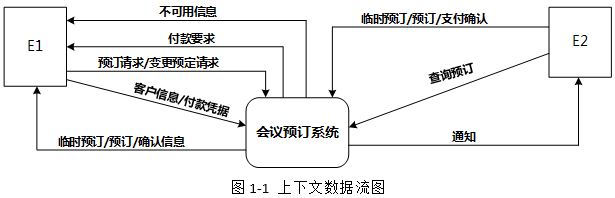 不可用信息
付款要求
预订请求/变更预定请求
客户信息/付款凭据
临时预订/预订/确认信息
E1
会议预订系统
临时预订/预订/支付确认
查询预订
通知
E2
图 1-1 上下文数据流图